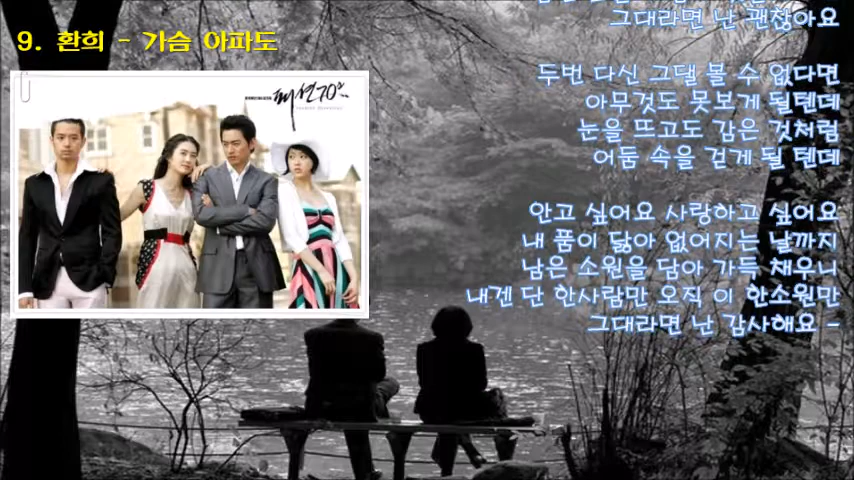 9. 환희 - 가슴 아파도
패션70s
그대라면 난 괜찮아요
두번 다신 그댈 볼 수 없다면
아무것도 못보게 될텐데
눈을 뜨고도 감은 것처럼
어둠 속을 걷게 될 텐데
안고 싶어요 사랑하고 싶어요
내 품이 닳아 없어지는 날까지
남은 소원을 담아 가득 채우니
내겐 단 한사람만 오직 이 한소원만
그대라면 난 감사해요 -